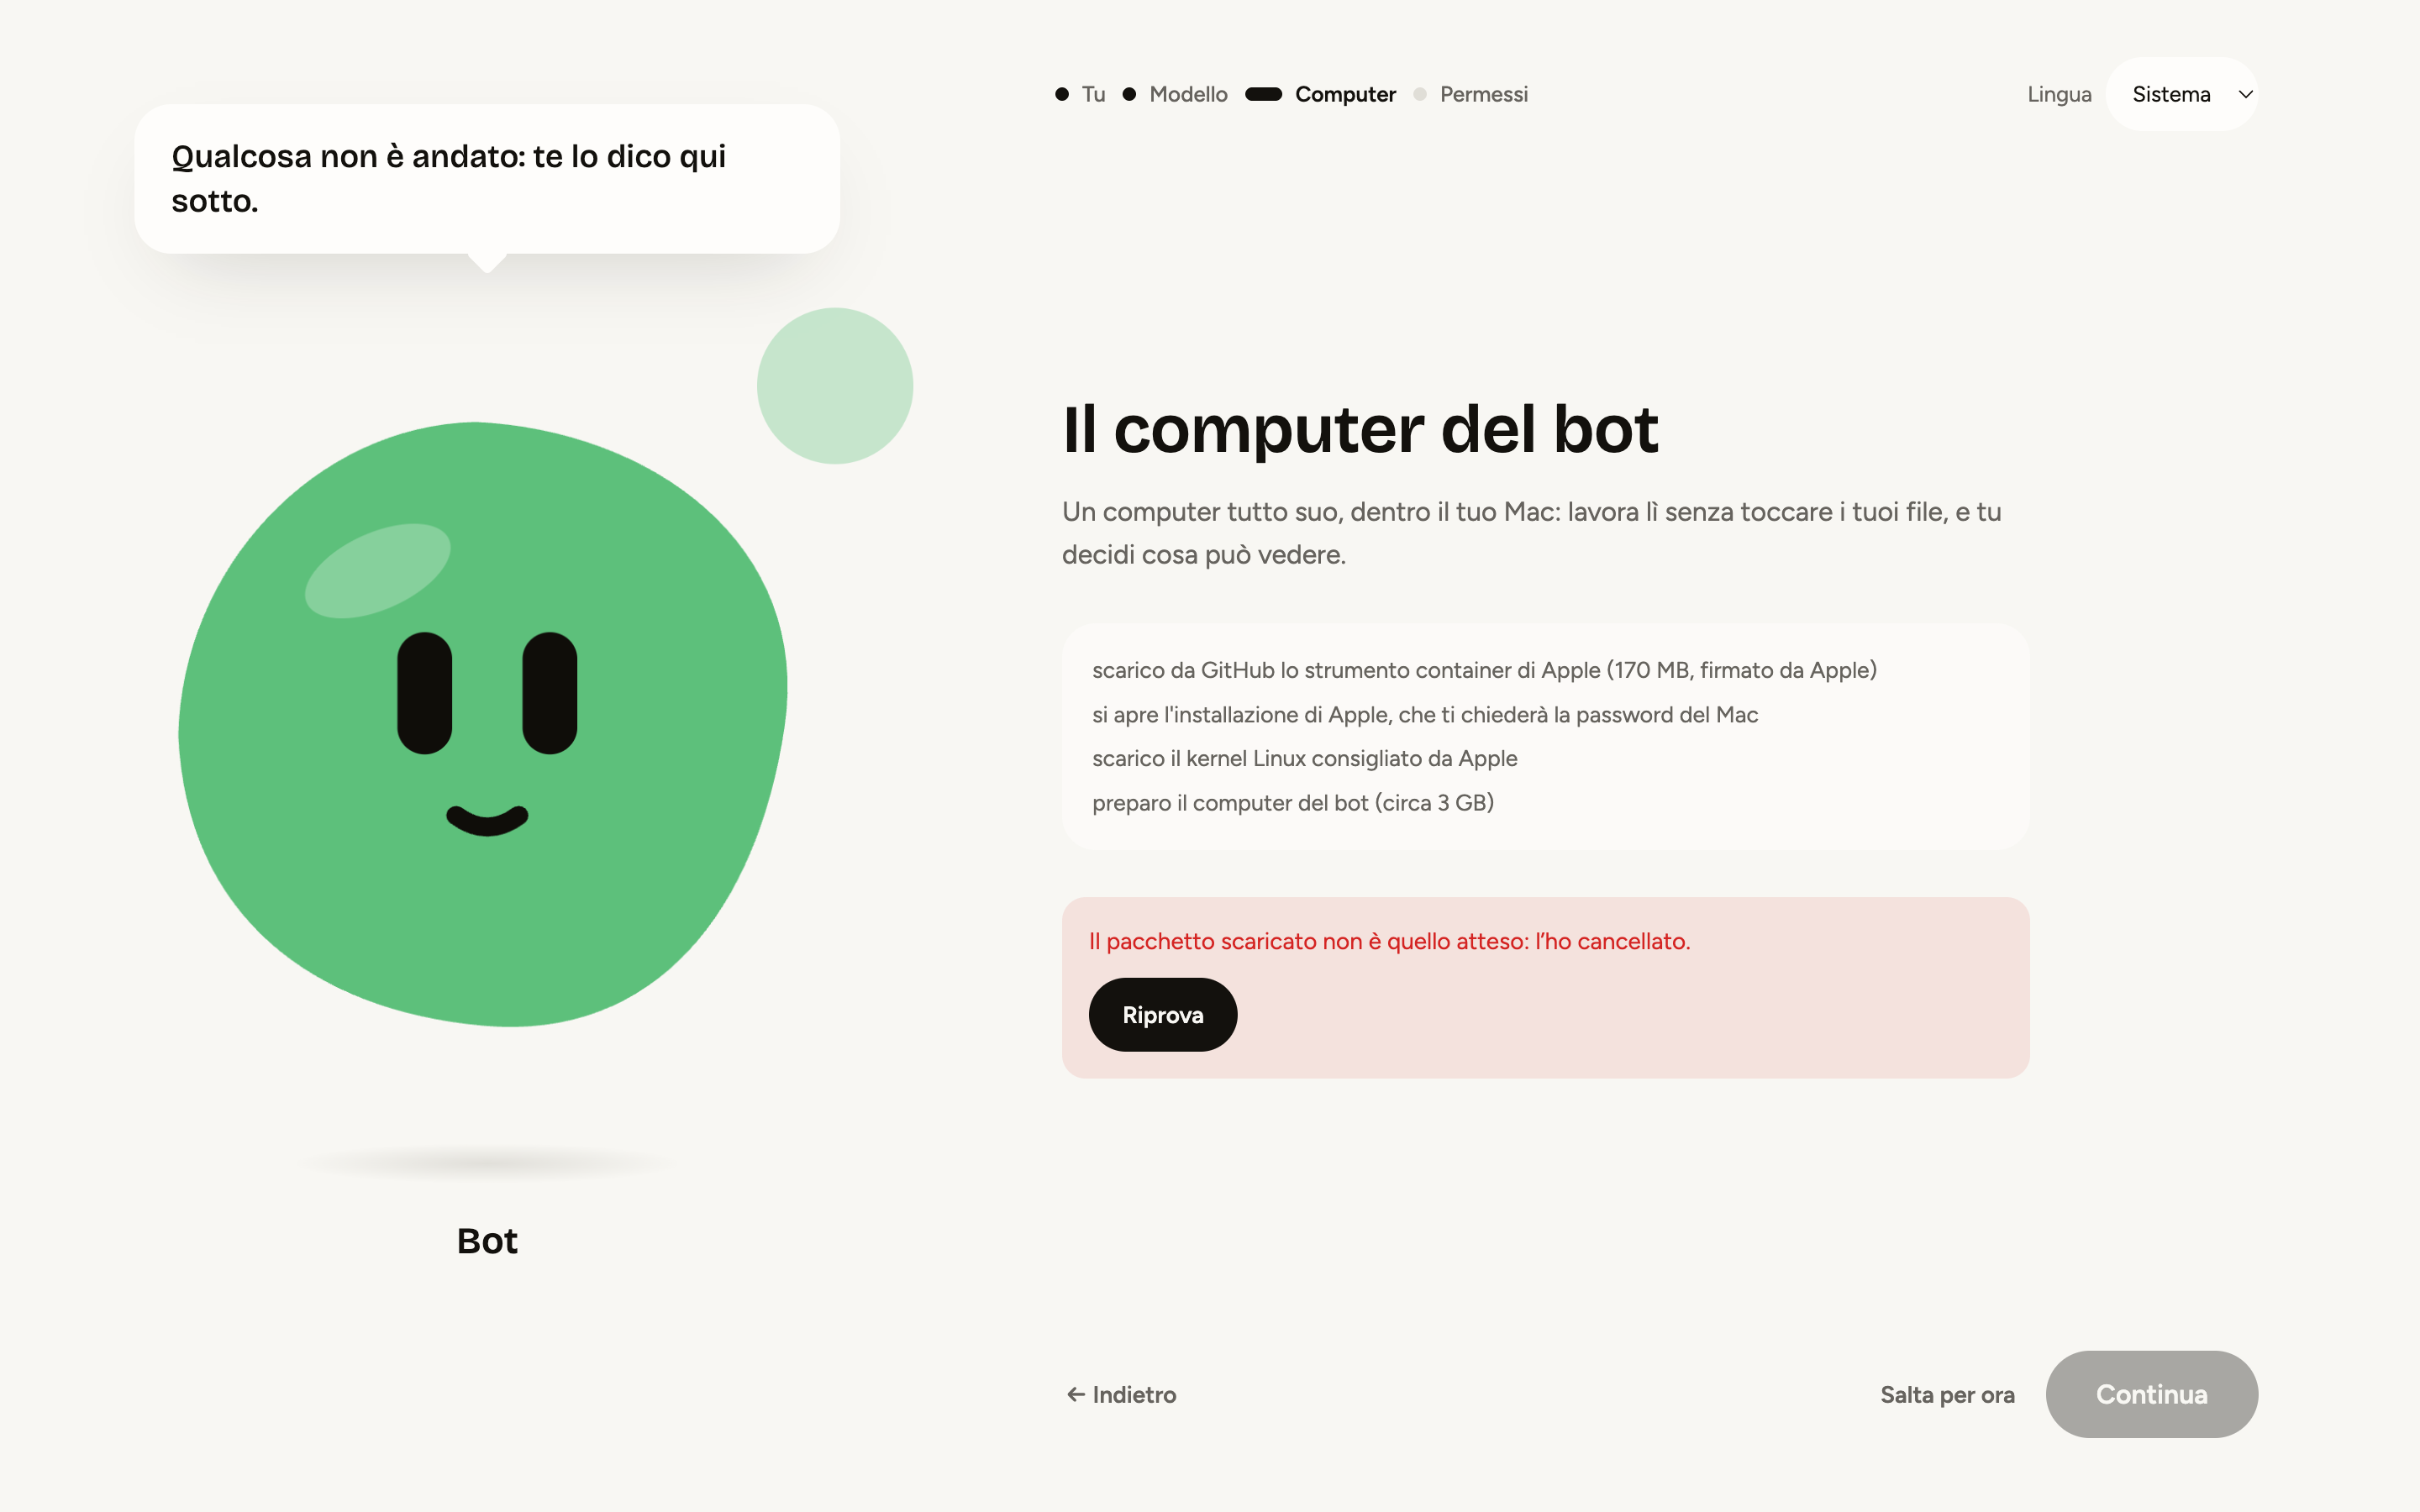 Tu
Modello
Computer
Permessi
Lingua
Sistema
Qualcosa non è andato: te lo dico qui
sotto.
Bot
Il computer del bot
Un computer tutto suo, dentro il tuo Mac: lavora lì senza toccare i tuoi file, e tu
decidi cosa può vedere.
scarico da GitHub lo strumento container di Apple (170 MB, firmato da Apple)
si apre l'installazione di Apple, che ti chiederà la password del Mac
scarico il kernel Linux consigliato da Apple
preparo il computer del bot (circa 3 GB)
Il pacchetto scaricato non è quello atteso: l’ho cancellato.
Riprova
← Indietro
Salta per ora
Continua